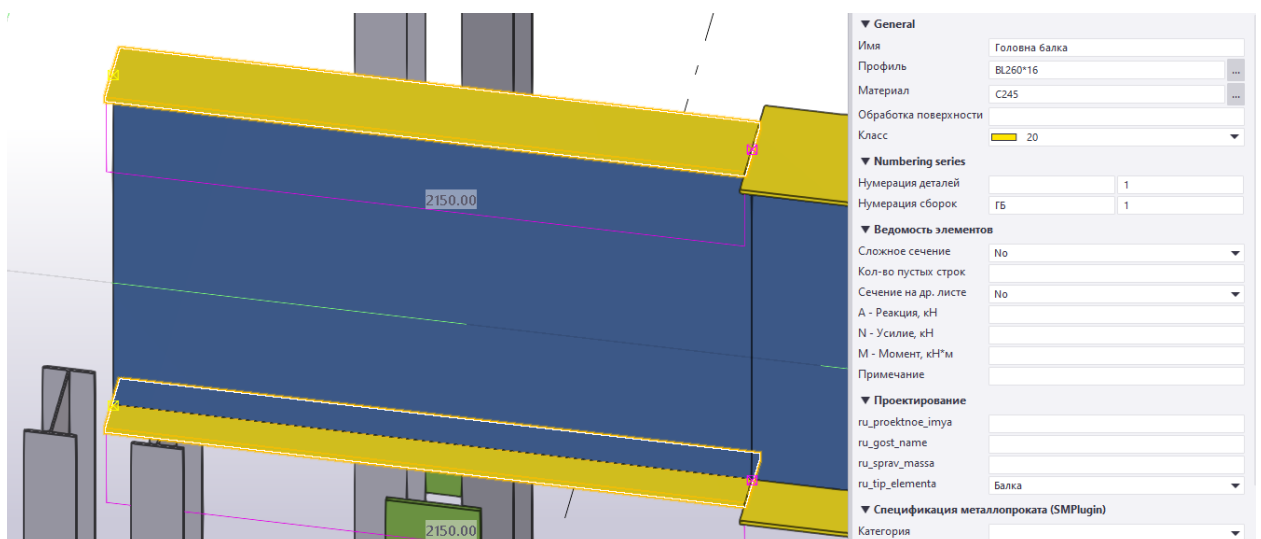 2150.00
2150.00
General
Имя Головна балка
Профиль BL260*16 ...
Материал C245 ...
Обработка поверхности
Класс 20
Numbering series
Нумерация деталей 1
Нумерация сборок ГБ 1
Ведомость элементов
Сложное сечение No
Кол-во пустых строк
Сечение на др. листе No
A - Реакция, кН
N - Усилие, кН
M - Момент, кН*м
Примечание
Проектирование
ru_proektnoe_imya
ru_gost_name
ru_sprav_massa
ru_tip_elementa Балка
Спецификация металлопроката (SMPlugin)
Категория